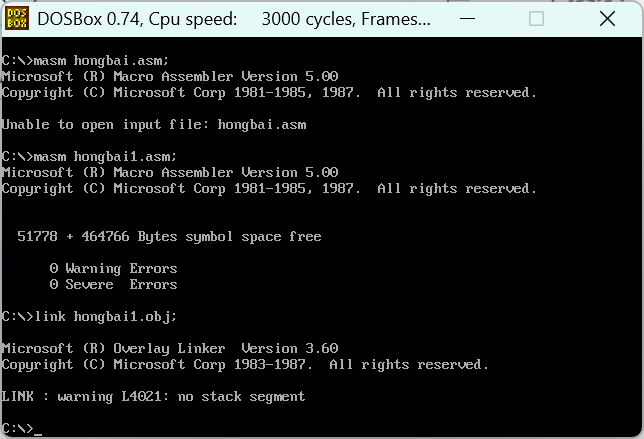 DOS
BOX
DOSBox 0.74, Cpu speed: 3000 cycles, Frames...
C:\>masm hongbai.asm;
Microsoft (R) Macro Assembler Version 5.00
Copyright (C) Microsoft Corp 1981-1985, 1987. All rights reserved.
Unable to open input file: hongbai.asm
C:\>masm hongbai1.asm;
Microsoft (R) Macro Assembler Version 5.00
Copyright (C) Microsoft Corp 1981-1985, 1987. All rights reserved.
51778 + 464766 Bytes symbol space free
0 Warning Errors
0 Severe Errors
C:\>link hongbai1.obj;
Microsoft (R) Overlay Linker Version 3.60
Copyright (C) Microsoft Corp 1983-1987. All rights reserved.
LINK : warning L4021: no stack segment
C:\>_